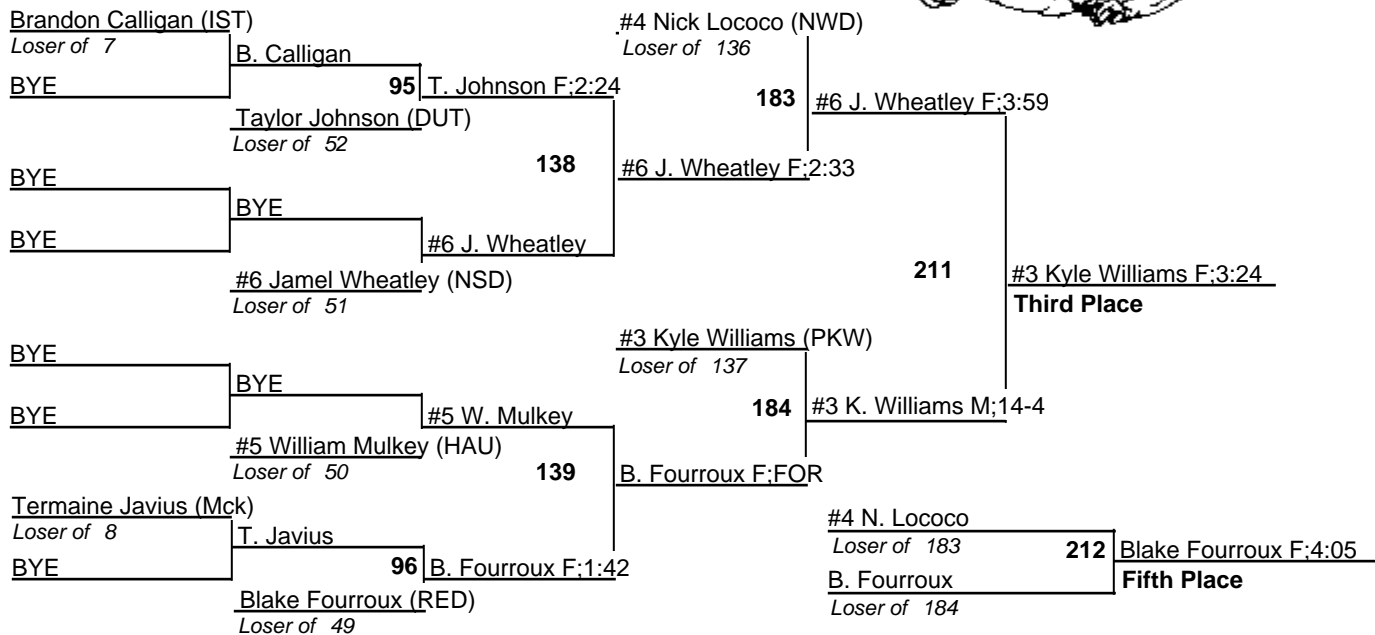 Brandon Calligan (IST)
Loser of 7
B. Calligan
BYE
95
T. Johnson F;2:24
Taylor Johnson (DUT)
Loser of 52
138
BYE
BYE
BYE
#6 J. Wheatley
#6 Jamel Wheatley (NSD)
Loser of 51
#4 Nick Lococo (NWD)
Loser of 136
183
#6 J. Wheatley F;3:59
#6 J. Wheatley F;2:33
211
#3 Kyle Williams F;3:24
Third Place
BYE
BYE
BYE
#5 W. Mulkey
#5 William Mulkey (HAU)
Loser of 50
139
Termaine Javius (Mck)
Loser of 8
T. Javius
BYE
96
B. Fourroux F;1:42
Blake Fourroux (RED)
Loser of 49
#3 Kyle Williams (PKW)
Loser of 137
184
#3 K. Williams M;14-4
B. Fourroux F;FOR
#4 N. Lococo
Loser of 183
212
Blake Fourroux F;4:05
B. Fourroux
Fifth Place
Loser of 184